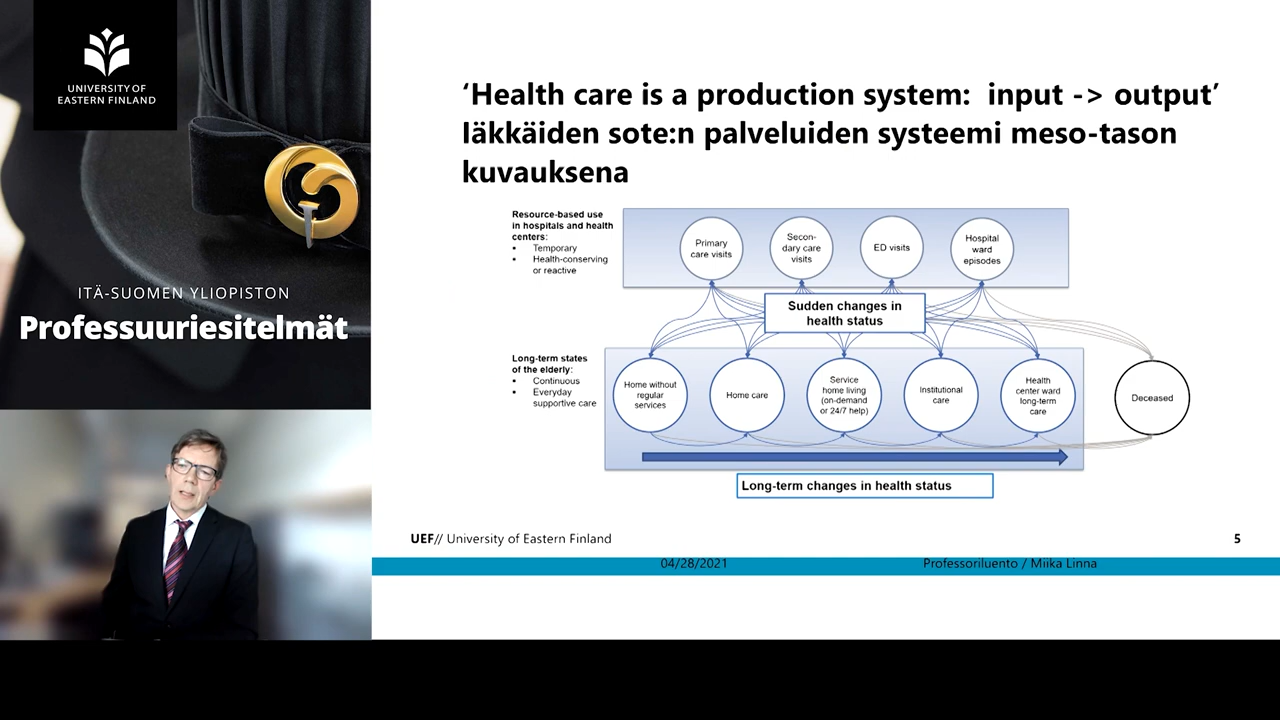 UNIVERSITY OF
EASTERN FINLAND
ITÄ-SUOMEN YLIOPISTON
Professuuriesitelmät
‘Health care is a production system: input -> output’
Iäkkäiden sote:n palveluiden systeemi meso-tason
kuvauksena
Resource-based use
in hospitals and health
centers:
• Temporary
• Health-conserving
or reactive
Primary
care visits
Secon-
dary care
visits
ED visits
Hospital
ward
episodes
Sudden changes in
health status
Long-term states
of the elderly:
• Continuous
• Everyday
supportive care
Home without
regular
services
Home care
Service
home living
(on-demand
or 24/7 help)
Institutional
care
Health
center ward
long-term
care
Deceased
Long-term changes in health status
UEF// University of Eastern Finland
5
04/28/2021
Professoriluento / Miika Linna